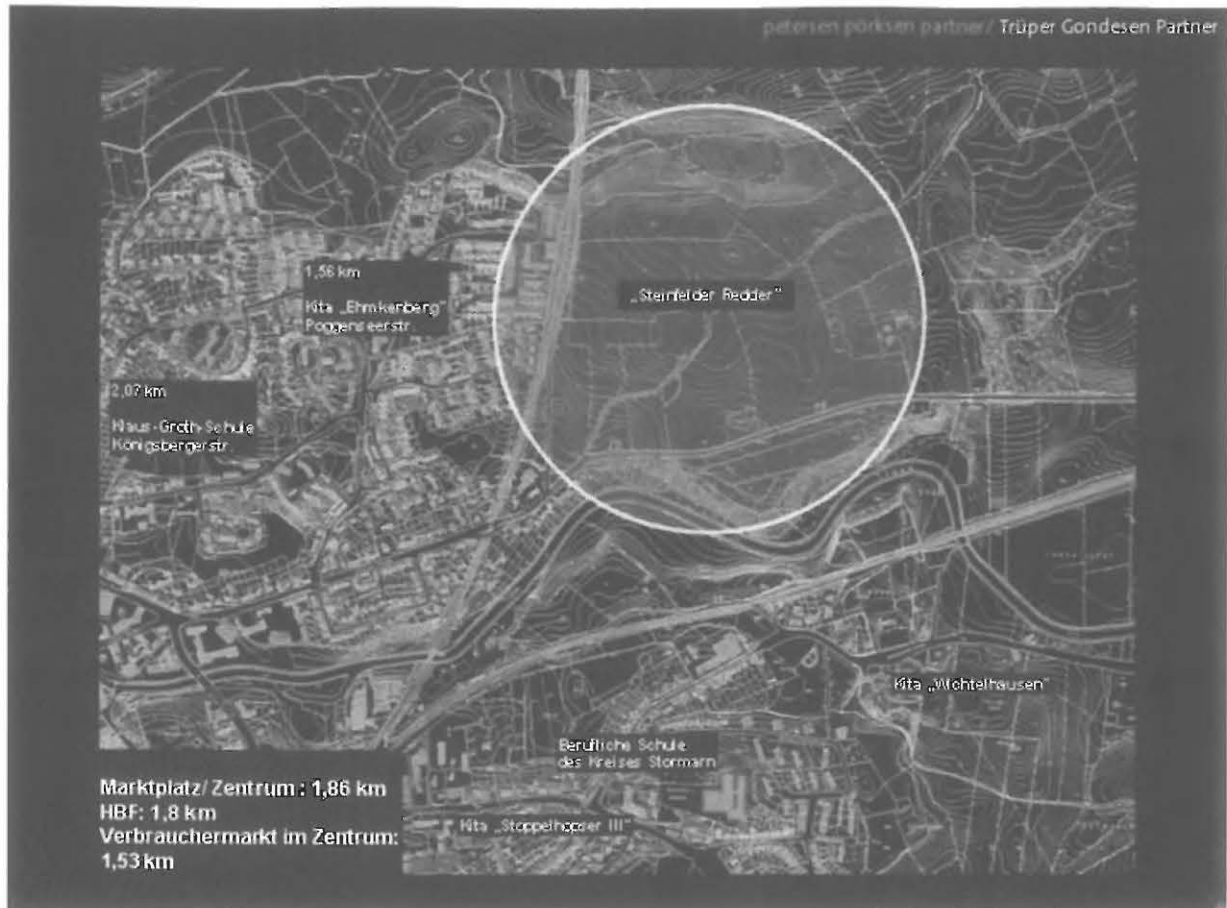 petersen pörksen partner/ Trüper Gondesen Partner
1,56 km
Kita „Ehmkenberg"
Poggenseerstr.
„Steinfelder Redder"
2,07 km
Klaus-Groth-Schule
Königsbergerstr.
Kita „Wichtelhausen"
Berufliche Schule
des Kreises Stormarn
Kita „Stoppelhopser III"
Marktplatz/ Zentrum : 1,86 km
HBF: 1,8 km
Verbrauchermarkt im Zentrum:
1,53 km